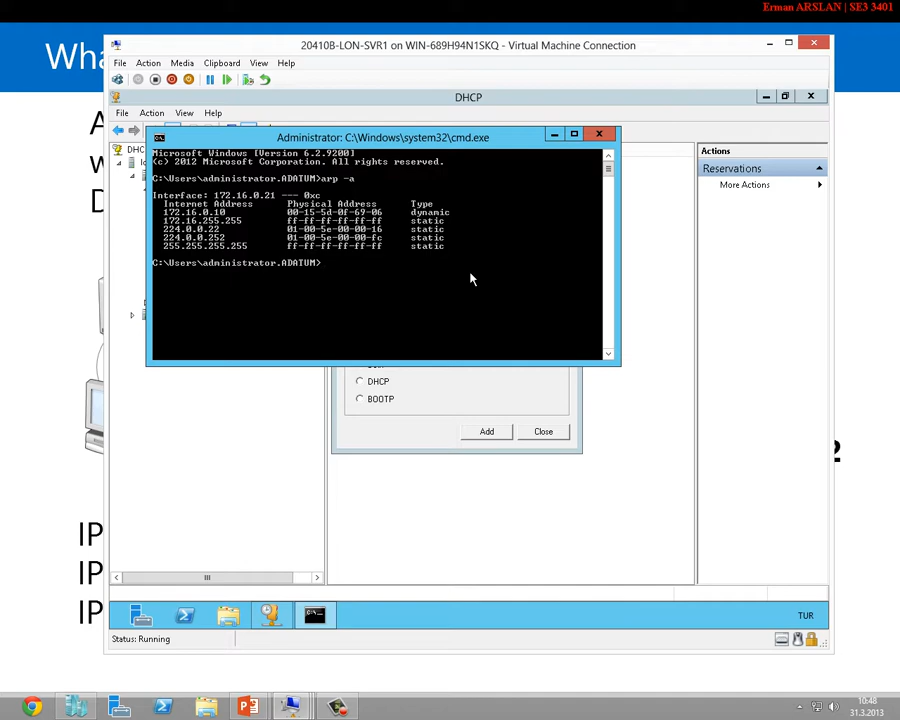 Erman ARSLAN | SE3 3401
Wha
20410B-LON-SVR1 on WIN-689H94N1SKQ - Virtual Machine Connection
File Action Media Clipboard View Help
DHCP
File Action View Help
A
w
D
DHC
lo
Administrator: C:\Windows\system32\cmd.exe
Microsoft Windows [Version 6.2.9200]
(c) 2012 Microsoft Corporation. All rights reserved.
C:\Users\administrator.ADATUM>arp -a
Interface: 172.16.0.21 --- 0xc
Internet Address Physical Address Type
172.16.0.10 00-15-5d-0f-69-06 dynamic
172.16.255.255 ff-ff-ff-ff-ff-ff static
224.0.0.22 01-00-5e-00-00-16 static
224.0.0.252 01-00-5e-00-00-fc static
255.255.255.255 ff-ff-ff-ff-ff-ff static
C:\Users\administrator.ADATUM>
Actions
Reservations
More Actions
DHCP
BOOTP
Add Close
2
IP
IP
IP
TUR
Status: Running
10:48
31.3.2013